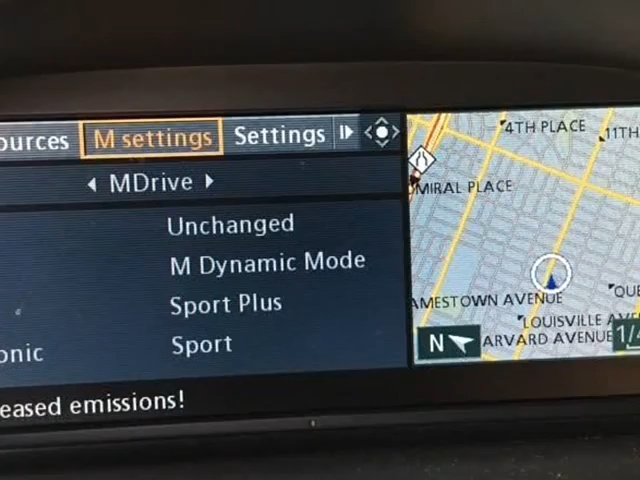 ources M settings Settings
MDrive
Unchanged
M Dynamic Mode
Sport Plus
onic Sport
eased emissions!
4TH PLACE
11TH
MIRAL PLACE
AMESTOWN AVENUE
QUE
LOUISVILLE AVE
ARVARD AVENUE
N
1/4